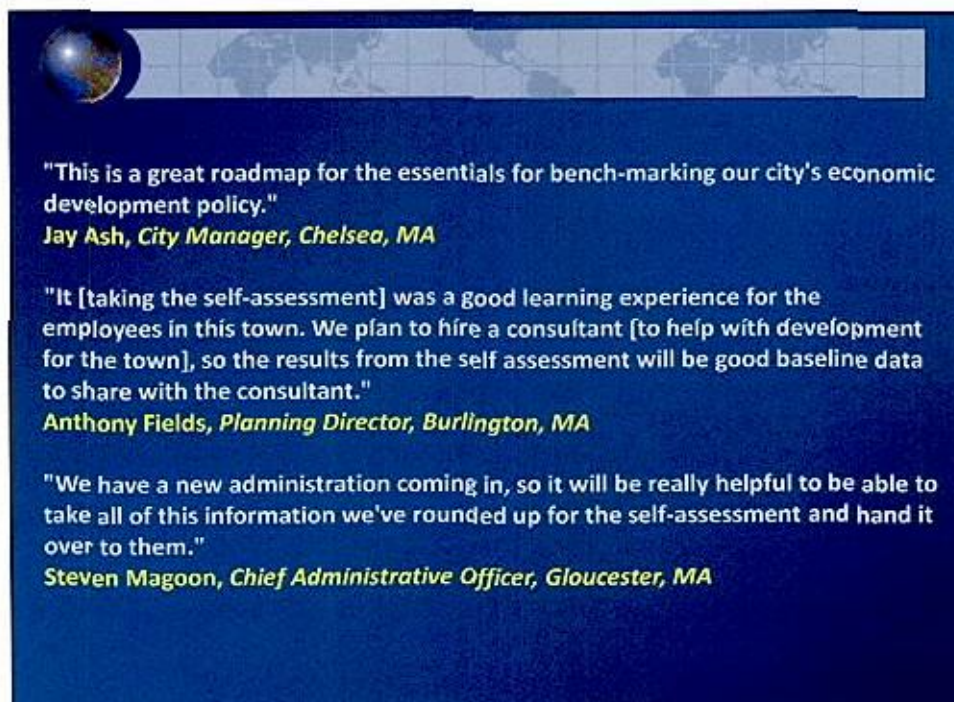 "This is a great roadmap for the essentials for bench-marking our city's economic
development policy."
Jay Ash, City Manager, Chelsea, MA
"It [taking the self-assessment] was a good learning experience for the
employees in this town. We plan to hire a consultant [to help with development
for the town], so the results from the self assessment will be good baseline data
to share with the consultant."
Anthony Fields, Planning Director, Burlington, MA
"We have a new administration coming in, so it will be really helpful to be able to
take all of this information we've rounded up for the self-assessment and hand it
over to them."
Steven Magoon, Chief Administrative Officer, Gloucester, MA